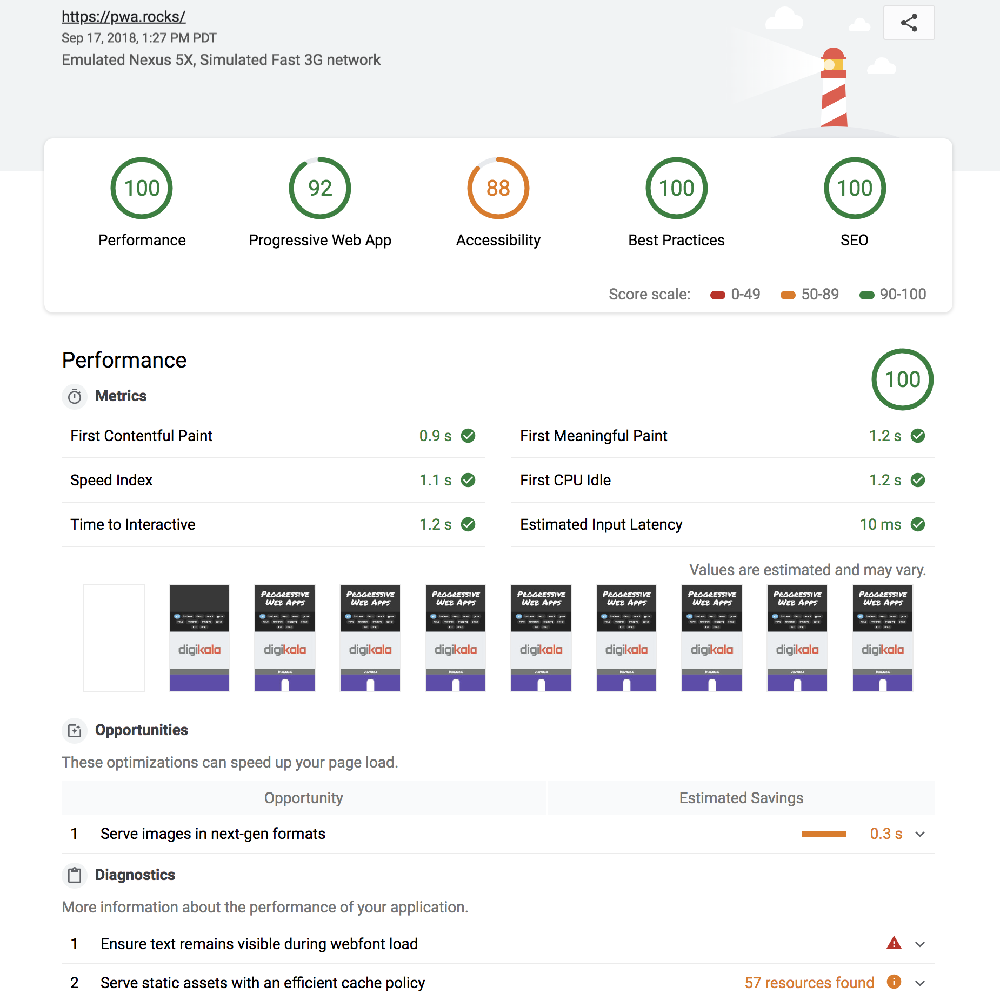 https://pwa.rocks/
Sep 17, 2018, 1:27 PM PDT
Emulated Nexus 5X, Simulated Fast 3G network
100 92 88 100 100
Performance Progressive Web App Accessibility Best Practices SEO
Score scale: 0-49 50-89 90-100
Performance
100
Metrics
First Contentful Paint 0.9 s First Meaningful Paint 1.2 s
Speed Index 1.1 s First CPU Idle 1.2 s
Time to Interactive 1.2 s Estimated Input Latency 10 ms
Values are estimated and may vary.
Progressive Progressive Progressive Progressive Progressive Progressive Progressive Progressive
Web Apps Web Apps Web Apps Web Apps Web Apps Web Apps Web Apps Web Apps
digikala digikala digikala digikala digikala digikala digikala digikala digikala
Opportunities
These optimizations can speed up your page load.
Opportunity Estimated Savings
1 Serve images in next-gen formats 0.3 s
Diagnostics
More information about the performance of your application.
1 Ensure text remains visible during webfont load
2 Serve static assets with an efficient cache policy 57 resources found